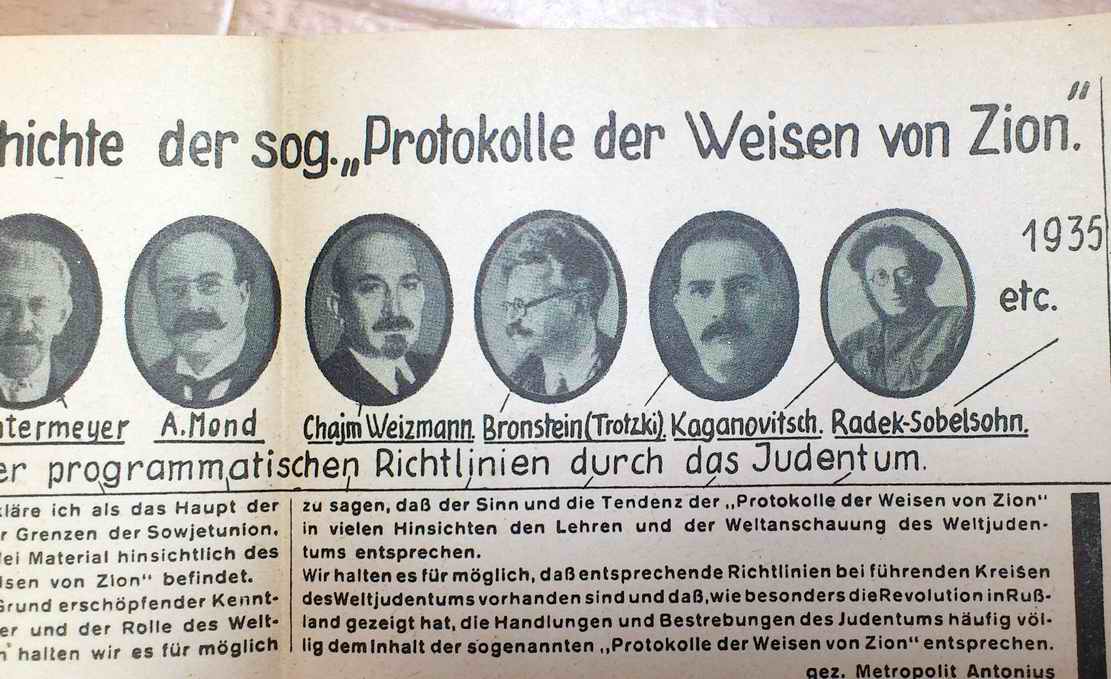 hichte der sog. „Protokolle der Weisen von Zion."
1935
etc.
termeyer A. Mond Chajm Weizmann. Bronstein (Trotzki). Kaganovitsch. Radek-Sobelsohn.
er programmatischen Richtlinien durch das Judentum.
kläre ich als das Haupt der
r Grenzen der Sowjetunion,
lei Material hinsichtlich des
isen von Zion" befindet.
Grund erschöpfender Kennt-
er und der Rolle des Welt-
n halten wir es für möglich
zu sagen, daß der Sinn und die Tendenz der „Protokolle der Weisen von Zion"
in vielen Hinsichten den Lehren und der Weltanschauung des Weltjuden-
tums entsprechen.
Wir halten es für möglich, daß entsprechende Richtlinien bei führenden Kreisen
des Weltjudentums vorhanden sind und daß, wie besonders die Revolution in Ruß-
land gezeigt hat, die Handlungen und Bestrebungen des Judentums häufig völ-
lig dem Inhalt der sogenannten „Protokolle der Weisen von Zion" entsprechen.
gez. Metropolit Antonius